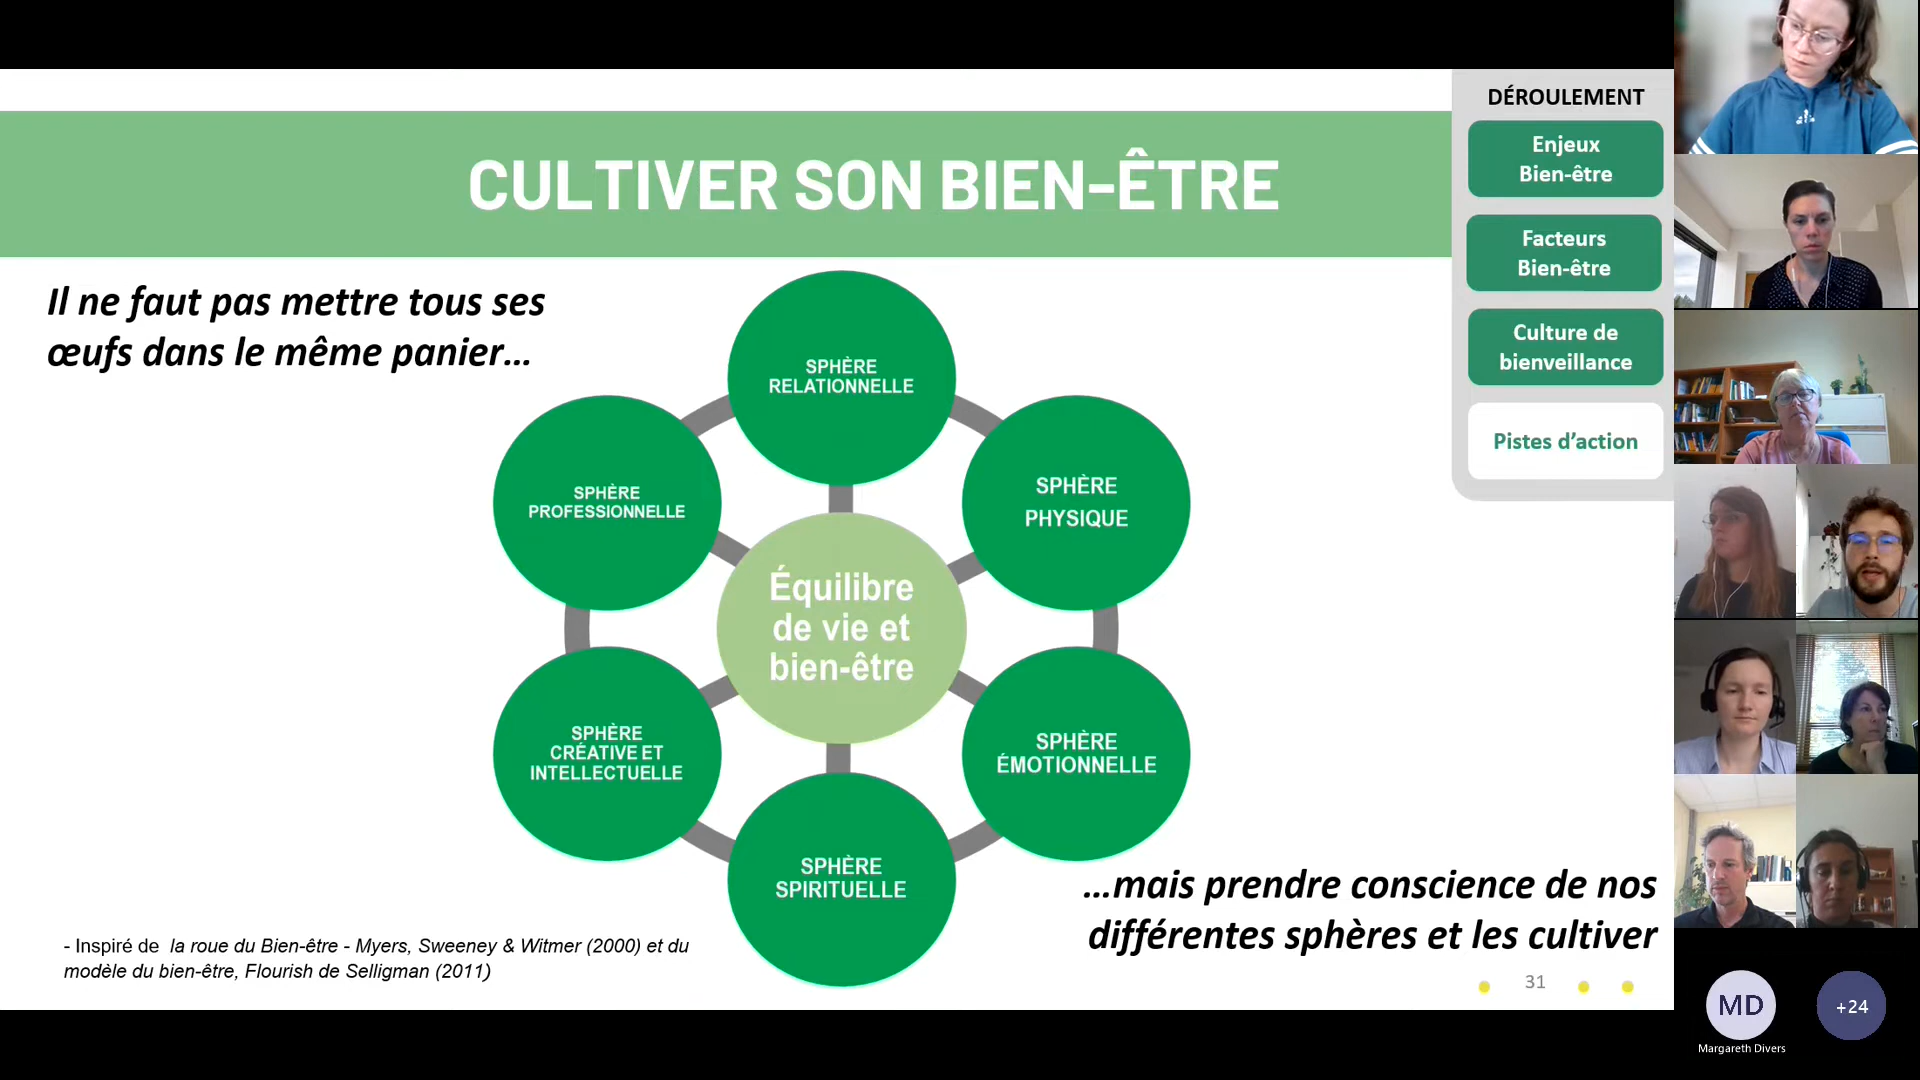 CULTIVER SON BIEN-ÊTRE
Il ne faut pas mettre tous ses
œufs dans le même panier…
SPHÈRE
RELATIONNELLE
SPHÈRE
PHYSIQUE
SPHÈRE
ÉMOTIONNELLE
SPHÈRE
SPIRITUELLE
SPHÈRE
CRÉATIVE ET
INTELLECTUELLE
SPHÈRE
PROFESSIONNELLE
Équilibre
de vie et
bien-être
…mais prendre conscience de nos
différentes sphères et les cultiver
- Inspiré de la roue du Bien-être - Myers, Sweeney & Witmer (2000) et du
modèle du bien-être, Flourish de Selligman (2011)
31
DÉROULEMENT
Enjeux
Bien-être
Facteurs
Bien-être
Culture de
bienveillance
Pistes d’action
MD
Margareth Divers
+24